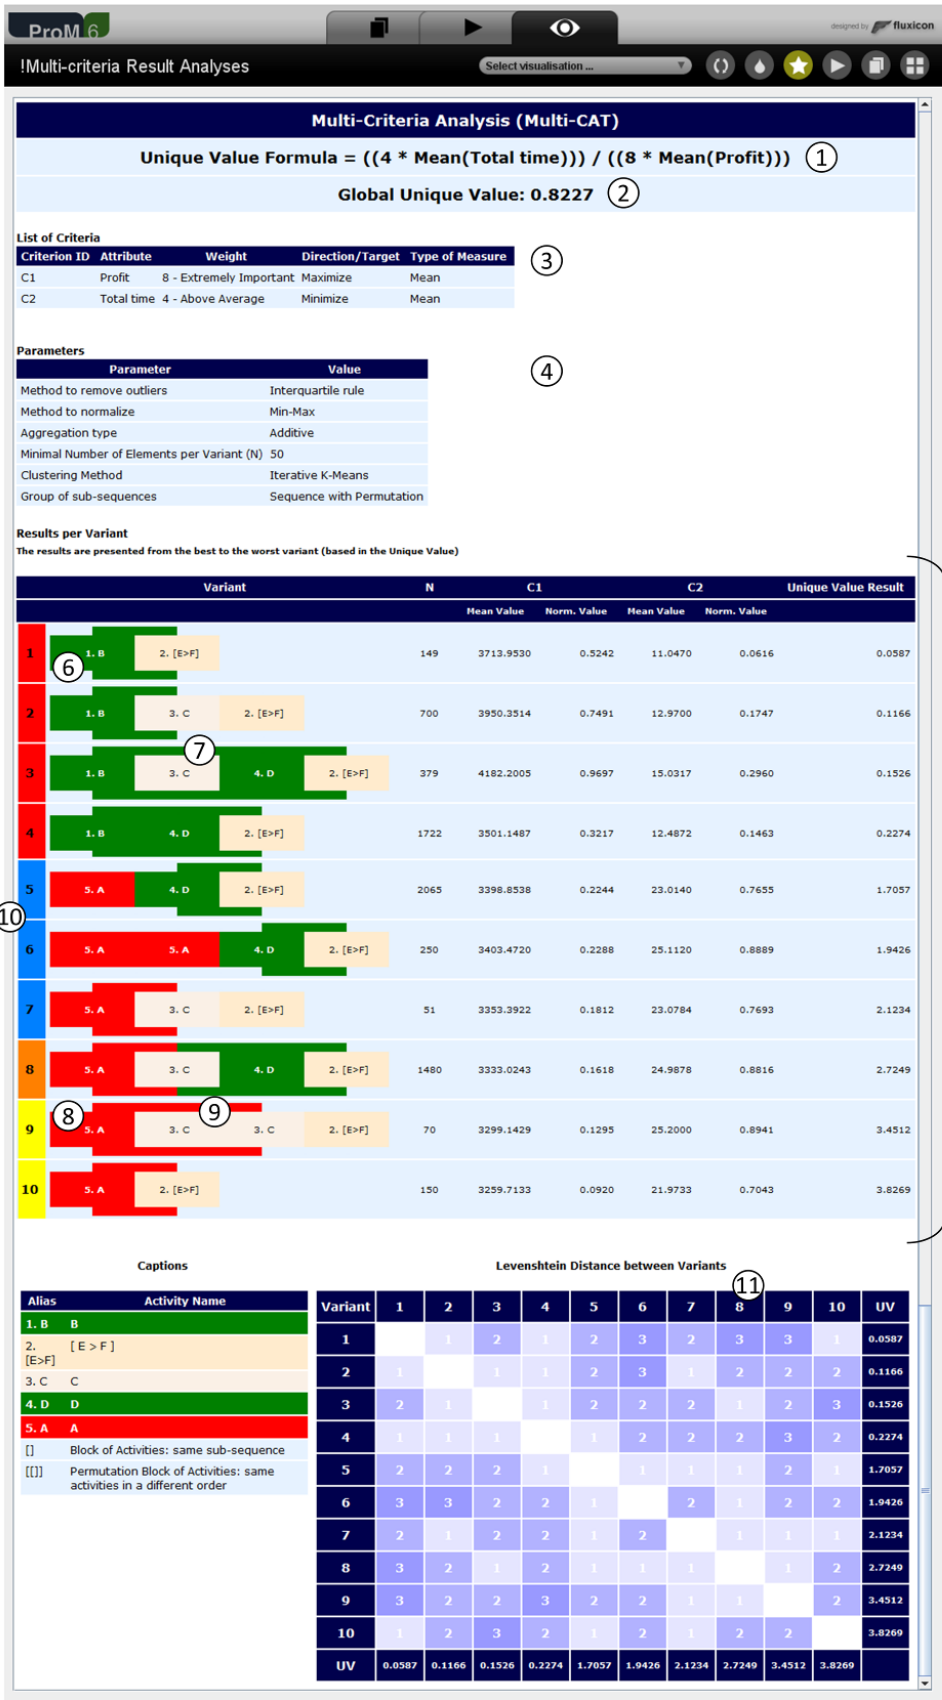 ProM 6
designed by fluxicon
!Multi-criteria Result Analyses
Select visualisation ...
Multi-Criteria Analysis (Multi-CAT)
Unique Value Formula = ((4 * Mean(Total time))) / ((8 * Mean(Profit))) 1
Global Unique Value: 0.8227 2
List of Criteria
Criterion ID Attribute Weight Direction/Target Type of Measure 3
C1 Profit 8 - Extremely Important Maximize Mean
C2 Total time 4 - Above Average Minimize Mean
Parameters
Parameter Value 4
Method to remove outliers Interquartile rule
Method to normalize Min-Max
Aggregation type Additive
Minimal Number of Elements per Variant (N) 50
Clustering Method Iterative K-Means
Group of sub-sequences Sequence with Permutation
Results per Variant
The results are presented from the best to the worst variant (based in the Unique Value)
Variant N C1 C2 Unique Value Result
Mean Value Norm. Value Mean Value Norm. Value
1 1. B 2. [E>F] 149 3713.9530 0.5242 11.0470 0.0616 0.0587
6
2 1. B 3. C 2. [E>F] 700 3950.3514 0.7491 12.9700 0.1747 0.1166
7
3 1. B 3. C 4. D 2. [E>F] 379 4182.2005 0.9697 15.0317 0.2960 0.1526
4 1. B 4. D 2. [E>F] 1722 3501.1487 0.3217 12.4872 0.1463 0.2274
5 5. A 4. D 2. [E>F] 2065 3398.8538 0.2244 23.0140 0.7655 1.7057
10
6 5. A 5. A 4. D 2. [E>F] 250 3403.4720 0.2288 25.1120 0.8889 1.9426
7 5. A 3. C 2. [E>F] 51 3353.3922 0.1812 23.0784 0.7693 2.1234
8 5. A 3. C 4. D 2. [E>F] 1480 3333.0243 0.1618 24.9878 0.8816 2.7249
8 9
9 5. A 3. C 3. C 2. [E>F] 70 3299.1429 0.1295 25.2000 0.8941 3.4512
10 5. A 2. [E>F] 150 3259.7133 0.0920 21.9733 0.7043 3.8269
Captions
Alias Activity Name
1. B B
2. [E>F] [ E > F ]
3. C C
4. D D
5. A A
[] Block of Activities: same sub-sequence
[[]] Permutation Block of Activities: same
activities in a different order
Levenshtein Distance between Variants
11
Variant 1 2 3 4 5 6 7 8 9 10 UV
1 1 2 1 2 3 2 3 3 1 0.0587
2 1 1 1 2 3 1 2 2 2 0.1166
3 2 1 1 2 2 2 1 2 3 0.1526
4 1 1 1 1 2 2 2 3 2 0.2274
5 2 2 2 1 1 1 1 2 1 1.7057
6 3 3 2 2 1 2 1 2 2 1.9426
7 2 1 2 2 1 2 1 1 1 2.1234
8 3 2 1 2 1 1 1 1 2 2.7249
9 3 2 2 3 2 2 1 1 2 3.4512
10 1 2 3 2 1 2 1 2 2 3.8269
UV 0.0587 0.1166 0.1526 0.2274 1.7057 1.9426 2.1234 2.7249 3.4512 3.8269